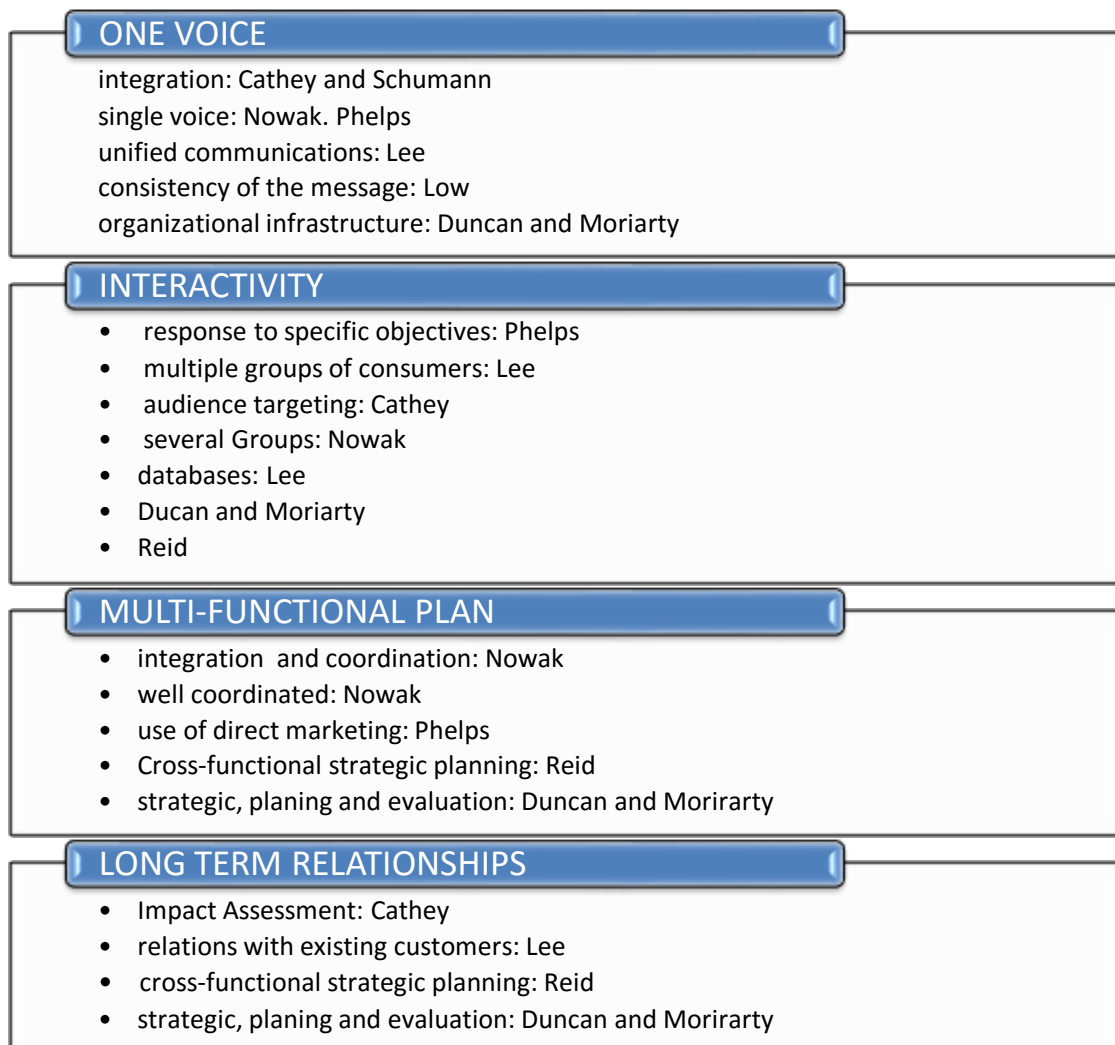 ONE VOICE
integration: Cathey and Schumann
single voice: Nowak. Phelps
unified communications: Lee
consistency of the message: Low
organizational infrastructure: Duncan and Moriarty
INTERACTIVITY
• response to specific objectives: Phelps
• multiple groups of consumers: Lee
• audience targeting: Cathey
• several Groups: Nowak
• databases: Lee
• Ducan and Moriarty
• Reid
MULTI-FUNCTIONAL PLAN
• integration and coordination: Nowak
• well coordinated: Nowak
• use of direct marketing: Phelps
• Cross-functional strategic planning: Reid
• strategic, planing and evaluation: Duncan and Morirarty
LONG TERM RELATIONSHIPS
• Impact Assessment: Cathey
• relations with existing customers: Lee
• cross-functional strategic planning: Reid
• strategic, planing and evaluation: Duncan and Morirarty